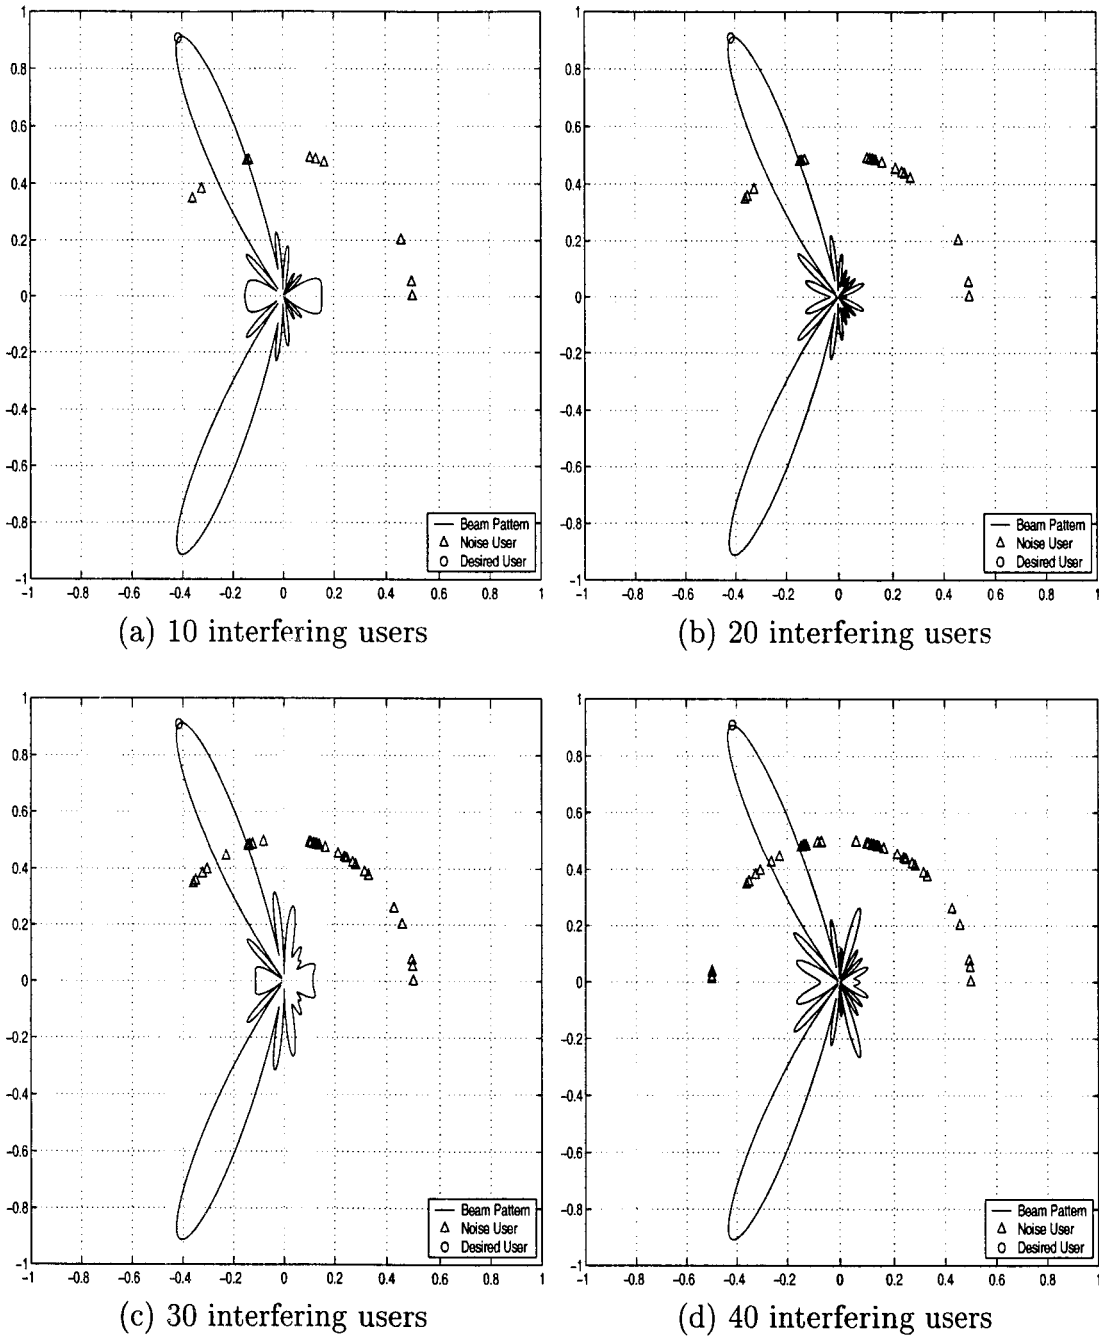 1
0.8
0.6
0.4
0.2
0
−0.2
−0.4
−0.6
−0.8
−1
−1 −0.8 −0.6 −0.4 −0.2 0 0.2 0.4 0.6 0.8 1
Beam Pattern
Noise User
Desired User
(a) 10 interfering users
1
0.8
0.6
0.4
0.2
0
−0.2
−0.4
−0.6
−0.8
−1
−1 −0.8 −0.6 −0.4 −0.2 0 0.2 0.4 0.6 0.8 1
Beam Pattern
Noise User
Desired User
(b) 20 interfering users
1
0.8
0.6
0.4
0.2
0
−0.2
−0.4
−0.6
−0.8
−1
−1 −0.8 −0.6 −0.4 −0.2 0 0.2 0.4 0.6 0.8 1
Beam Pattern
Noise User
Desired User
(c) 30 interfering users
1
0.8
0.6
0.4
0.2
0
−0.2
−0.4
−0.6
−0.8
−1
−1 −0.8 −0.6 −0.4 −0.2 0 0.2 0.4 0.6 0.8 1
Beam Pattern
Noise User
Desired User
(d) 40 interfering users